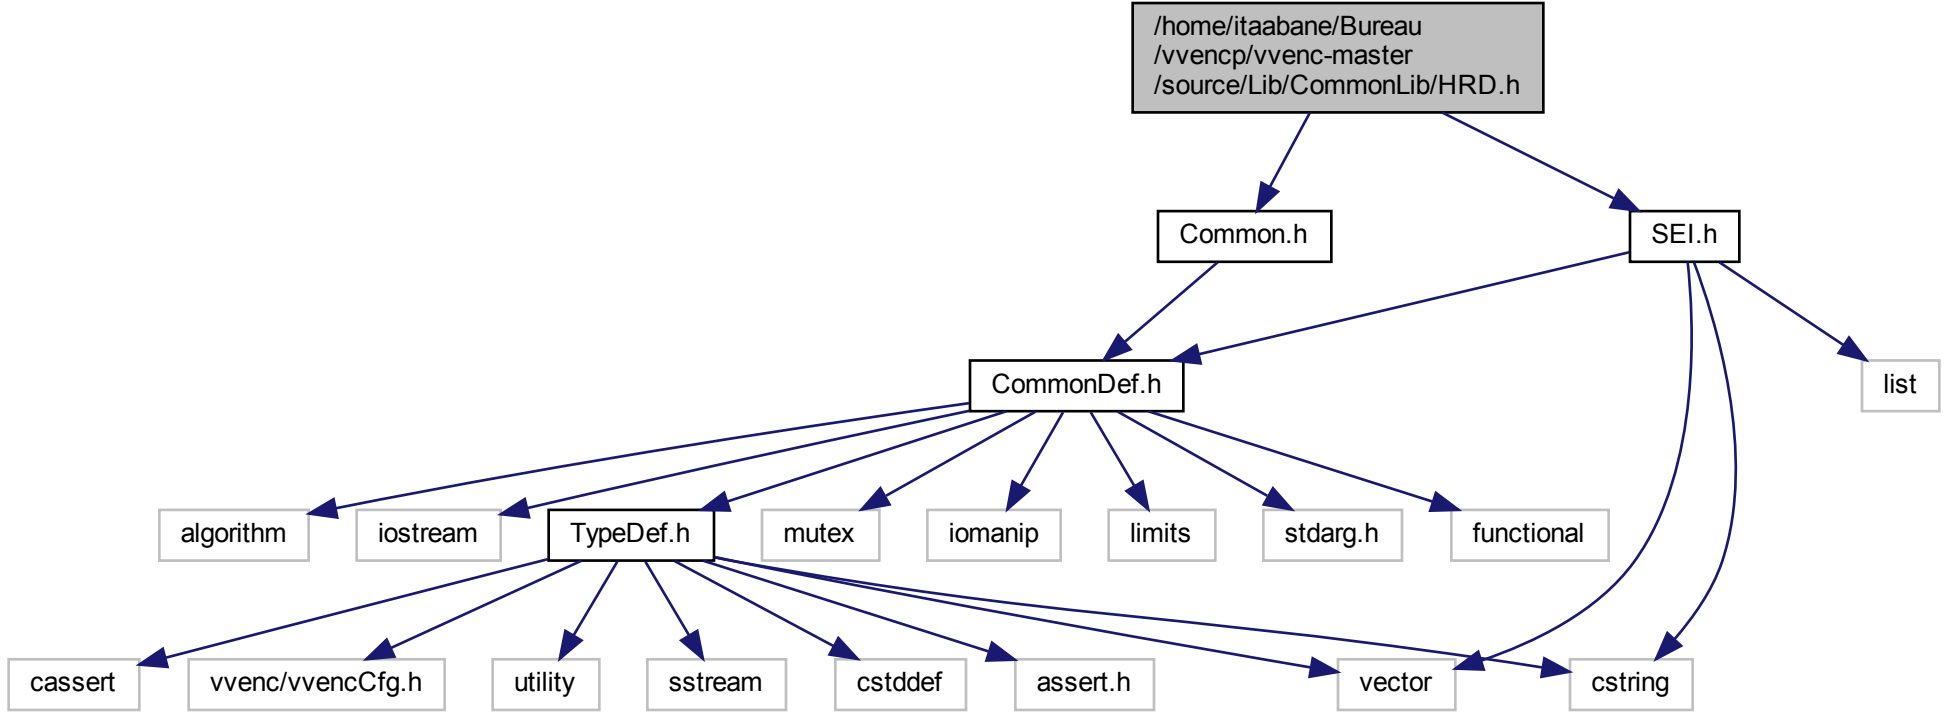 /home/itaabane/Bureau
/vvencp/vvenc-master
/source/Lib/CommonLib/HRD.h
Common.h
SEI.h
CommonDef.h
list
algorithm
iostream
TypeDef.h
mutex
iomanip
limits
stdarg.h
functional
cassert
vvenc/vvencCfg.h
utility
sstream
cstddef
assert.h
vector
cstring